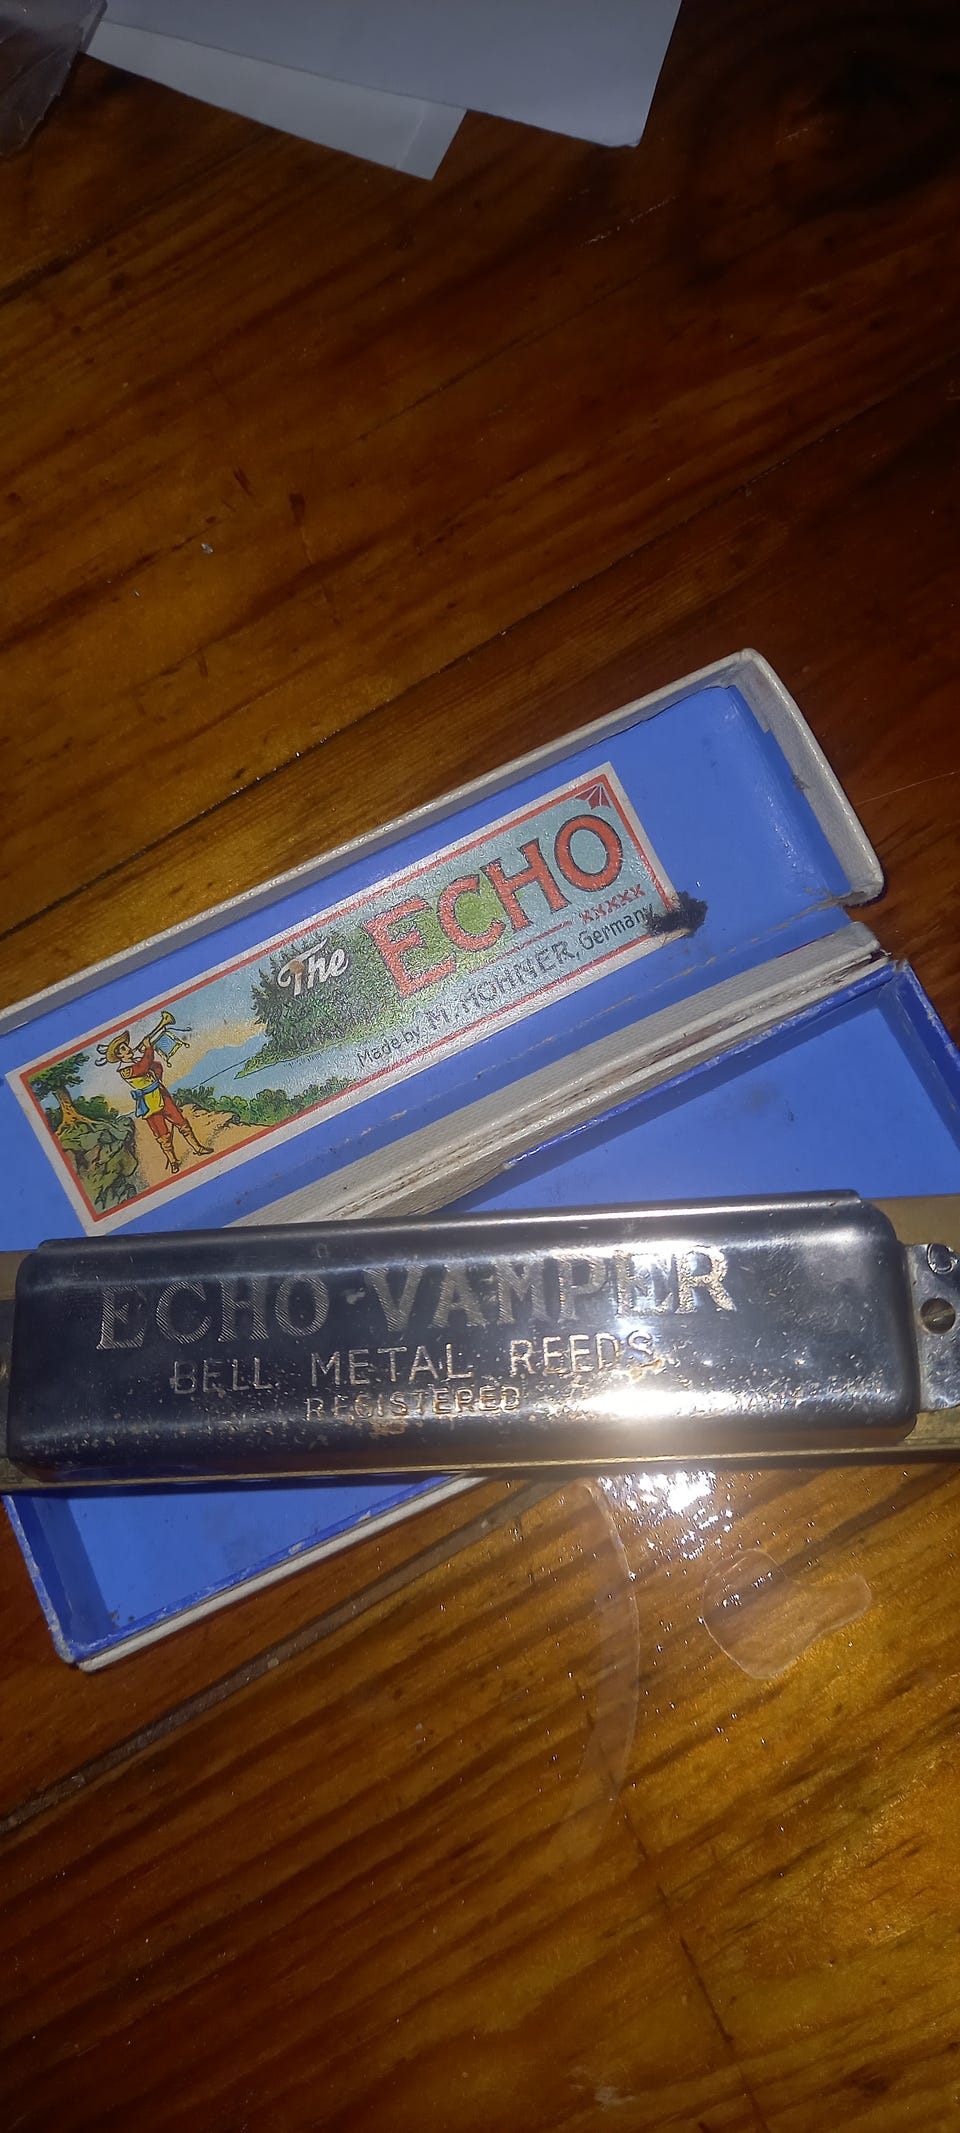 The ECHO
xxxxx
Made by M. HOHNER, Germany
ECHO-VAMPER
BELL METAL REEDS
REGISTERED
C